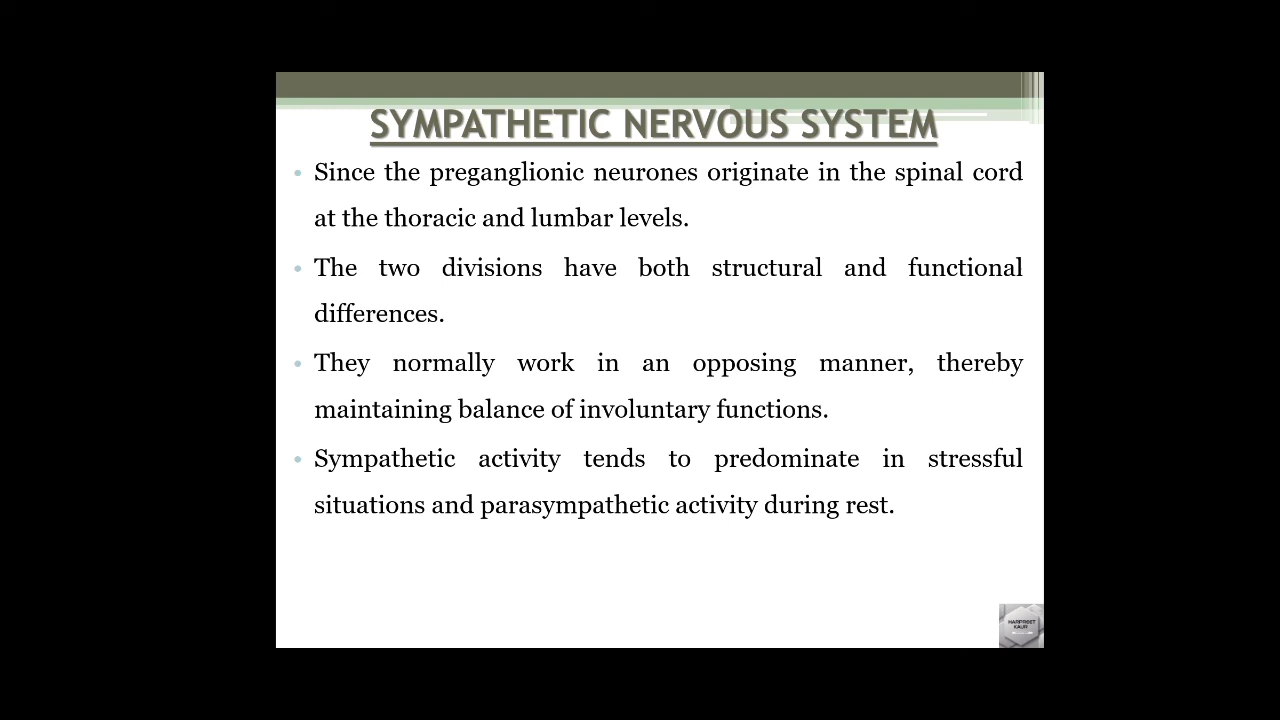 SYMPATHETIC NERVOUS SYSTEM
• Since the preganglionic neurones originate in the spinal cord
at the thoracic and lumbar levels.
• The two divisions have both structural and functional
differences.
• They normally work in an opposing manner, thereby
maintaining balance of involuntary functions.
• Sympathetic activity tends to predominate in stressful
situations and parasympathetic activity during rest.
HARPREET
KAUR